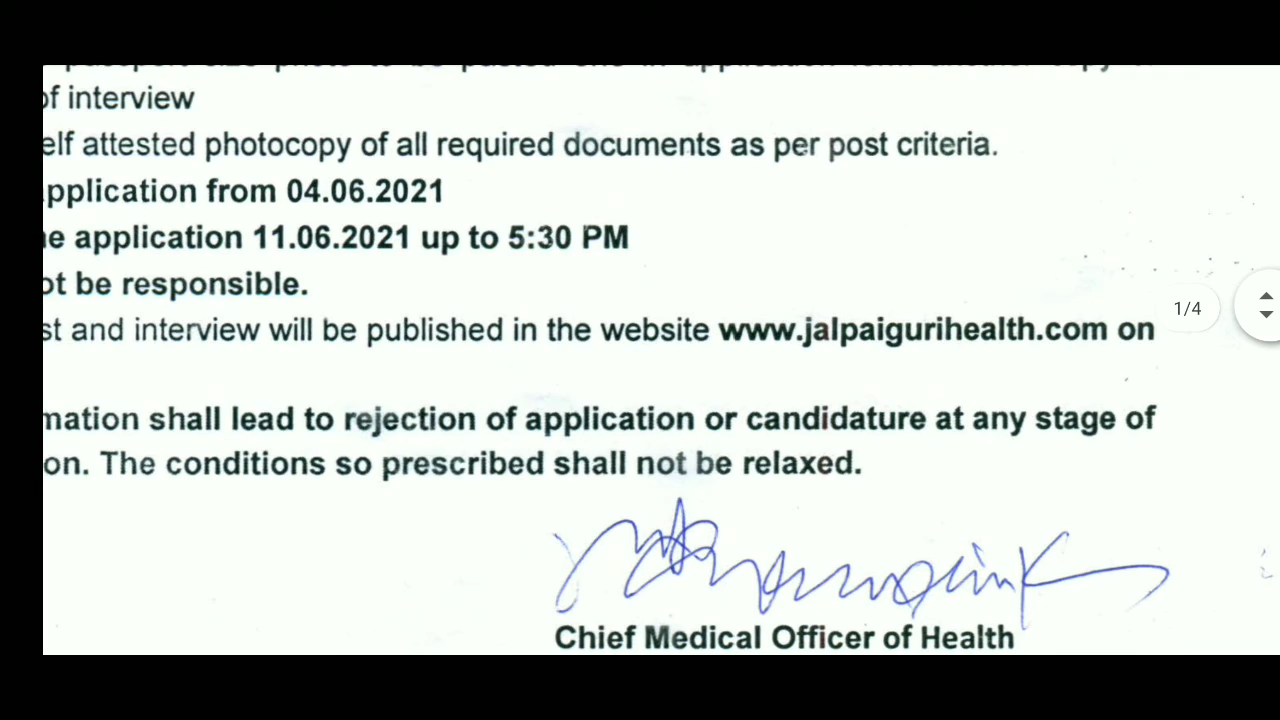 of interview
elf attested photocopy of all required documents as per post criteria.
pplication from 04.06.2021
e application 11.06.2021 up to 5:30 PM
ot be responsible.
st and interview will be published in the website www.jalpaigurihealth.com on
1/4
mation shall lead to rejection of application or candidature at any stage of
on. The conditions so prescribed shall not be relaxed.
Chief Medical Officer of Health